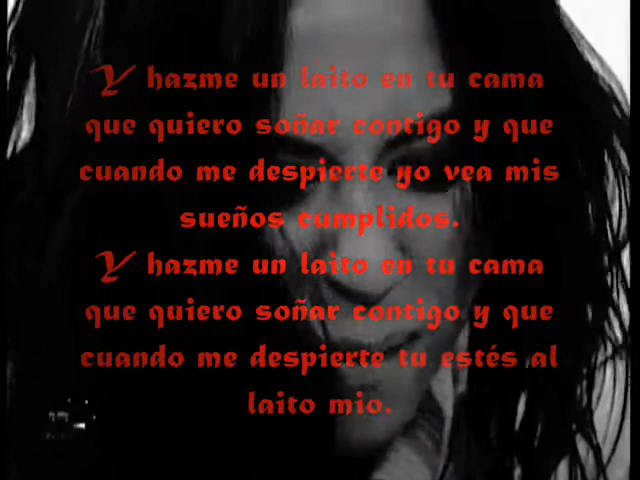 Y hazme un laito en tu cama
que quiero soñar contigo y que
cuando me despierte yo vea mis
sueños cumplidos.
Y hazme un laito en tu cama
que quiero soñar contigo y que
cuando me despierte tu estés al
laito mio.